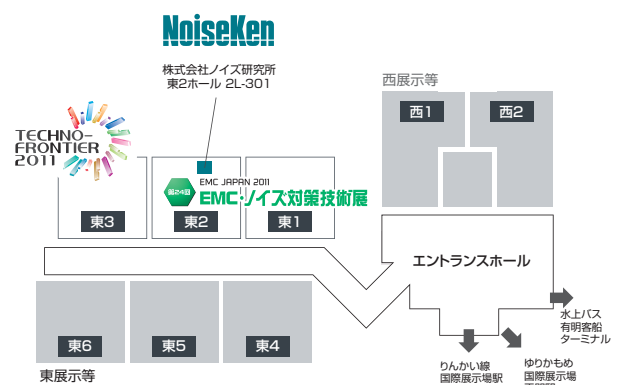 NoiseKen
株式会社ノイズ研究所
東2ホール 2L-301
西展示等
西1
西2
TECHNO-
FRONTIER
2011
EMC JAPAN 2011
第24回
EMC・ノイズ対策技術展
東3
東2
東1
エントランスホール
水上バス
有明客船
ターミナル
東6
東5
東4
東展示等
りんかい線
国際展示場駅
ゆりかもめ
国際展示場